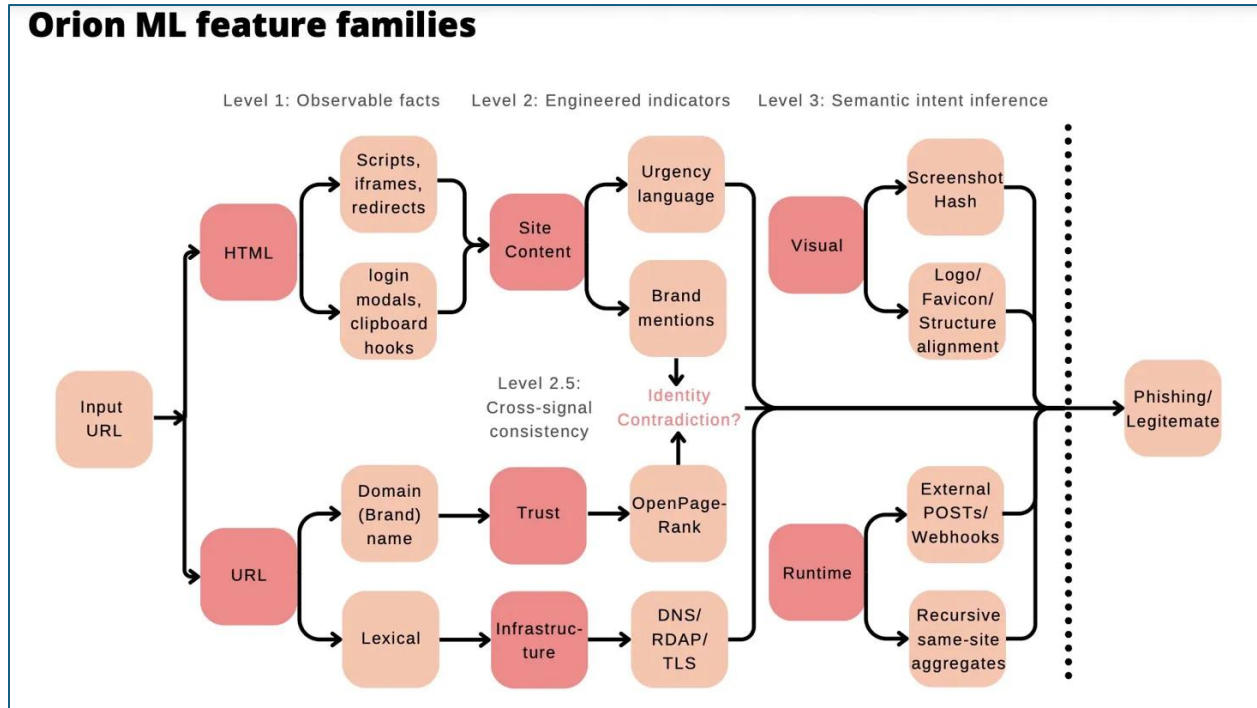 Orion ML feature families
Level 1: Observable facts
Level 2: Engineered indicators
Level 3: Semantic intent inference
Scripts,
iframes,
redirects
Urgency
language
Screenshot
Hash
HTML
Site
Content
Visual
login
modals,
clipboard
hooks
Brand
mentions
Logo/
Favicon/
Structure
alignment
Level 2.5:
Cross-signal
consistency
Identity
Contradiction?
Input
URL
Phishing/
Legitemate
Domain
(Brand)
name
Trust
OpenPage-
Rank
External
POSTs/
Webhooks
URL
Runtime
Lexical
Infrastruc-
ture
DNS/
RDAP/
TLS
Recursive
same-site
aggregates